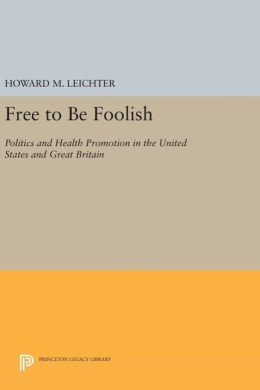 HOWARD M. LEICHTER
Free to Be Foolish
Politics and Health Promotion in the United
States and Great Britain
PRINCETON LEGACY LIBRARY